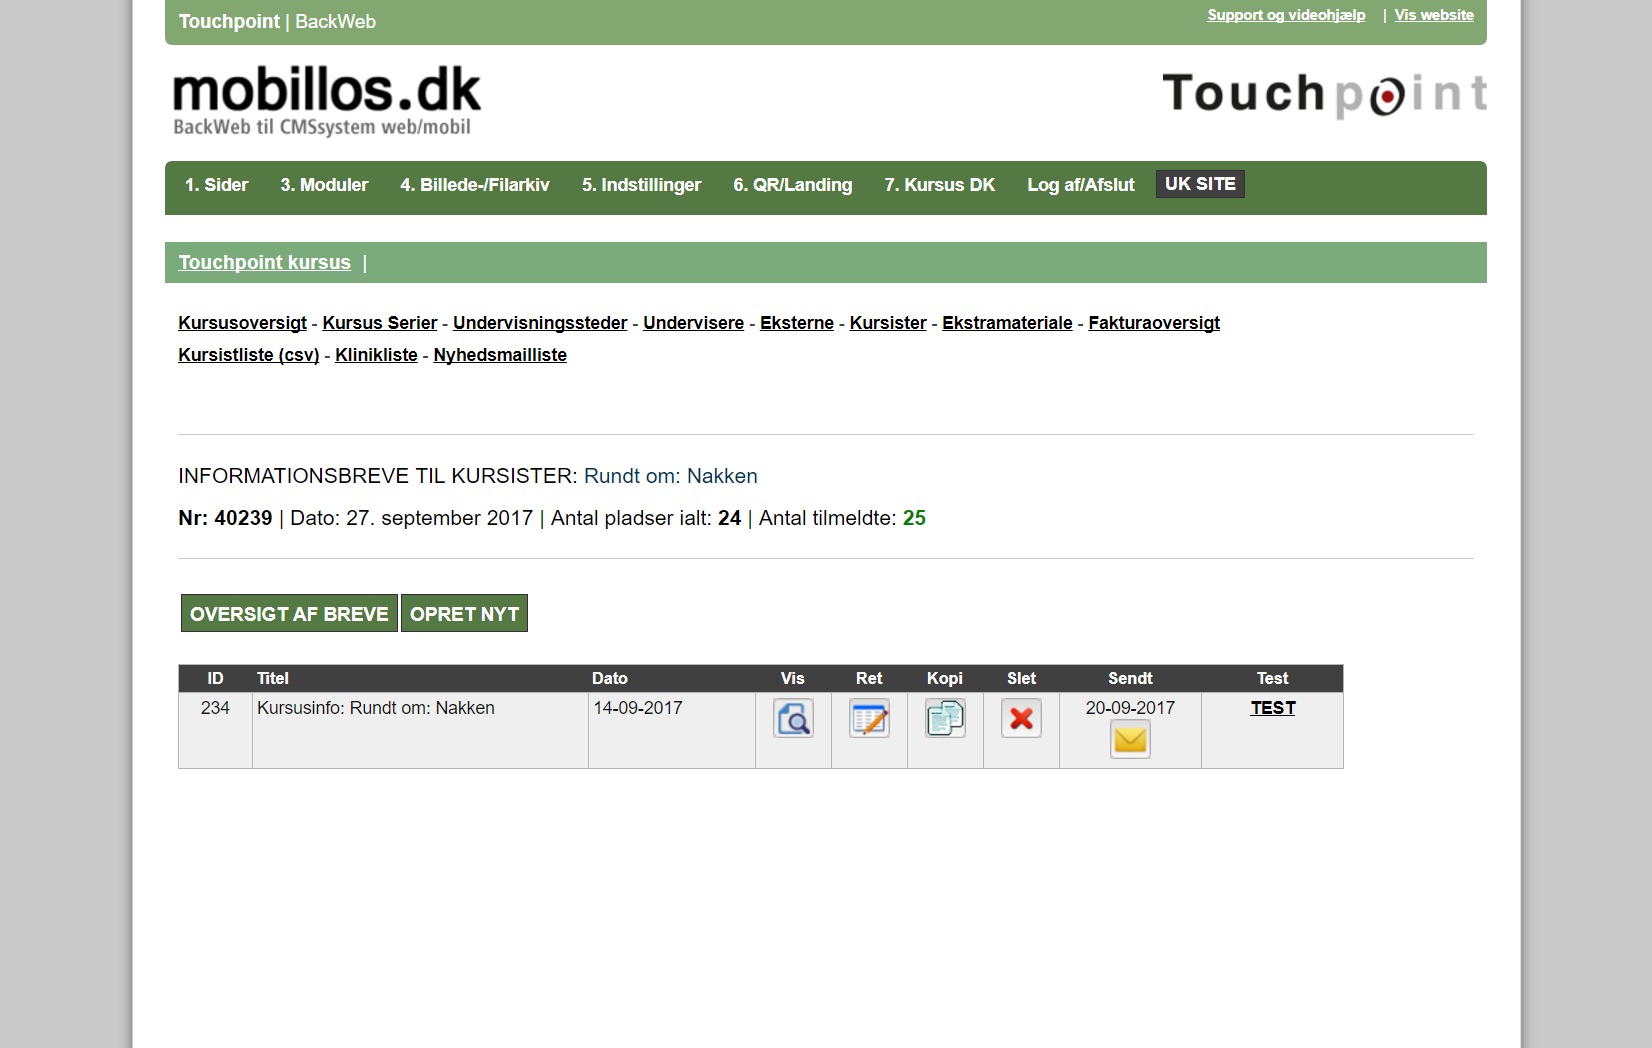 Touchpoint | BackWeb
Support og videohjælp | Vis website
mobillos.dk
BackWeb til CMSsystem web/mobil
Touchpoint
1. Sider 3. Moduler 4. Billede-/Filarkiv 5. Indstillinger 6. QR/Landing 7. Kursus DK Log af/Afslut UK SITE
Touchpoint kursus |
Kursusoversigt - Kursus Serier - Undervisningssteder - Undervisere - Eksterne - Kursister - Ekstramateriale - Fakturaoversigt
Kursistliste (csv) - Klinikliste - Nyhedsmailliste
INFORMATIONSBREVE TIL KURSISTER: Rundt om: Nakken
Nr: 40239 | Dato: 27. september 2017 | Antal pladser ialt: 24 | Antal tilmeldte: 25
OVERSIGT AF BREVE OPRET NYT
ID Titel Dato Vis Ret Kopi Slet Sendt Test
234 Kursusinfo: Rundt om: Nakken 14-09-2017 20-09-2017 TEST